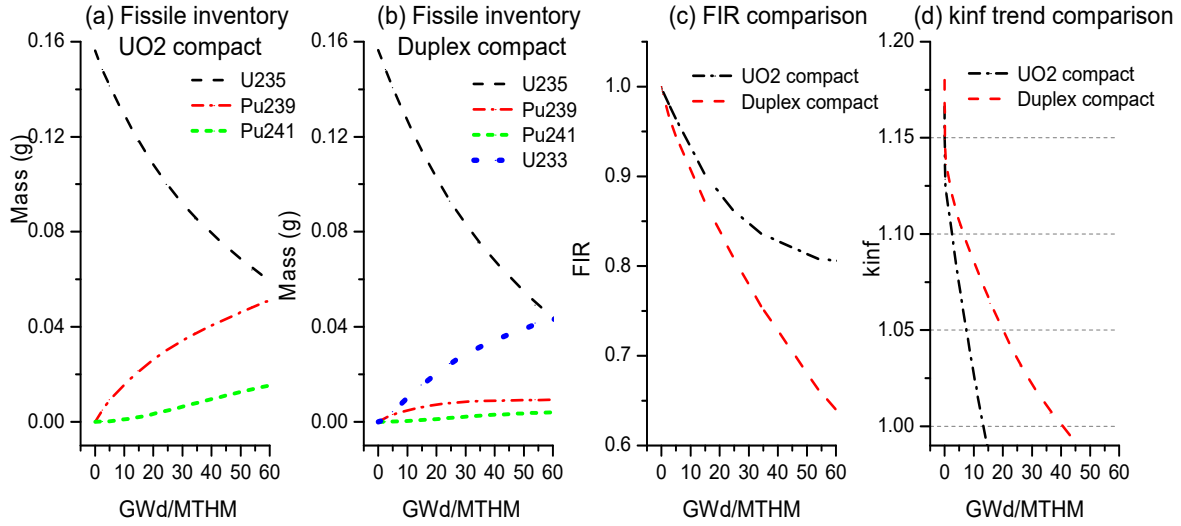 (a) Fissile inventory
UO2 compact
U235
Pu239
Pu241
0.16
0.12
0.08
0.04
0.00
Mass (g)
0 10 20 30 40 50 60
GWd/MTHM
(b) Fissile inventory
Duplex compact
U235
Pu239
Pu241
U233
0.16
0.12
0.08
0.04
0.00
Mass (g)
0 10 20 30 40 50 60
GWd/MTHM
(c) FIR comparison
UO2 compact
Duplex compact
1.0
0.9
0.8
0.7
0.6
FIR
0 10 20 30 40 50 60
GWd/MTHM
(d) kinf trend comparison
UO2 compact
Duplex compact
1.20
1.15
1.10
1.05
1.00
kinf
0 10 20 30 40 50 60
GWd/MTHM